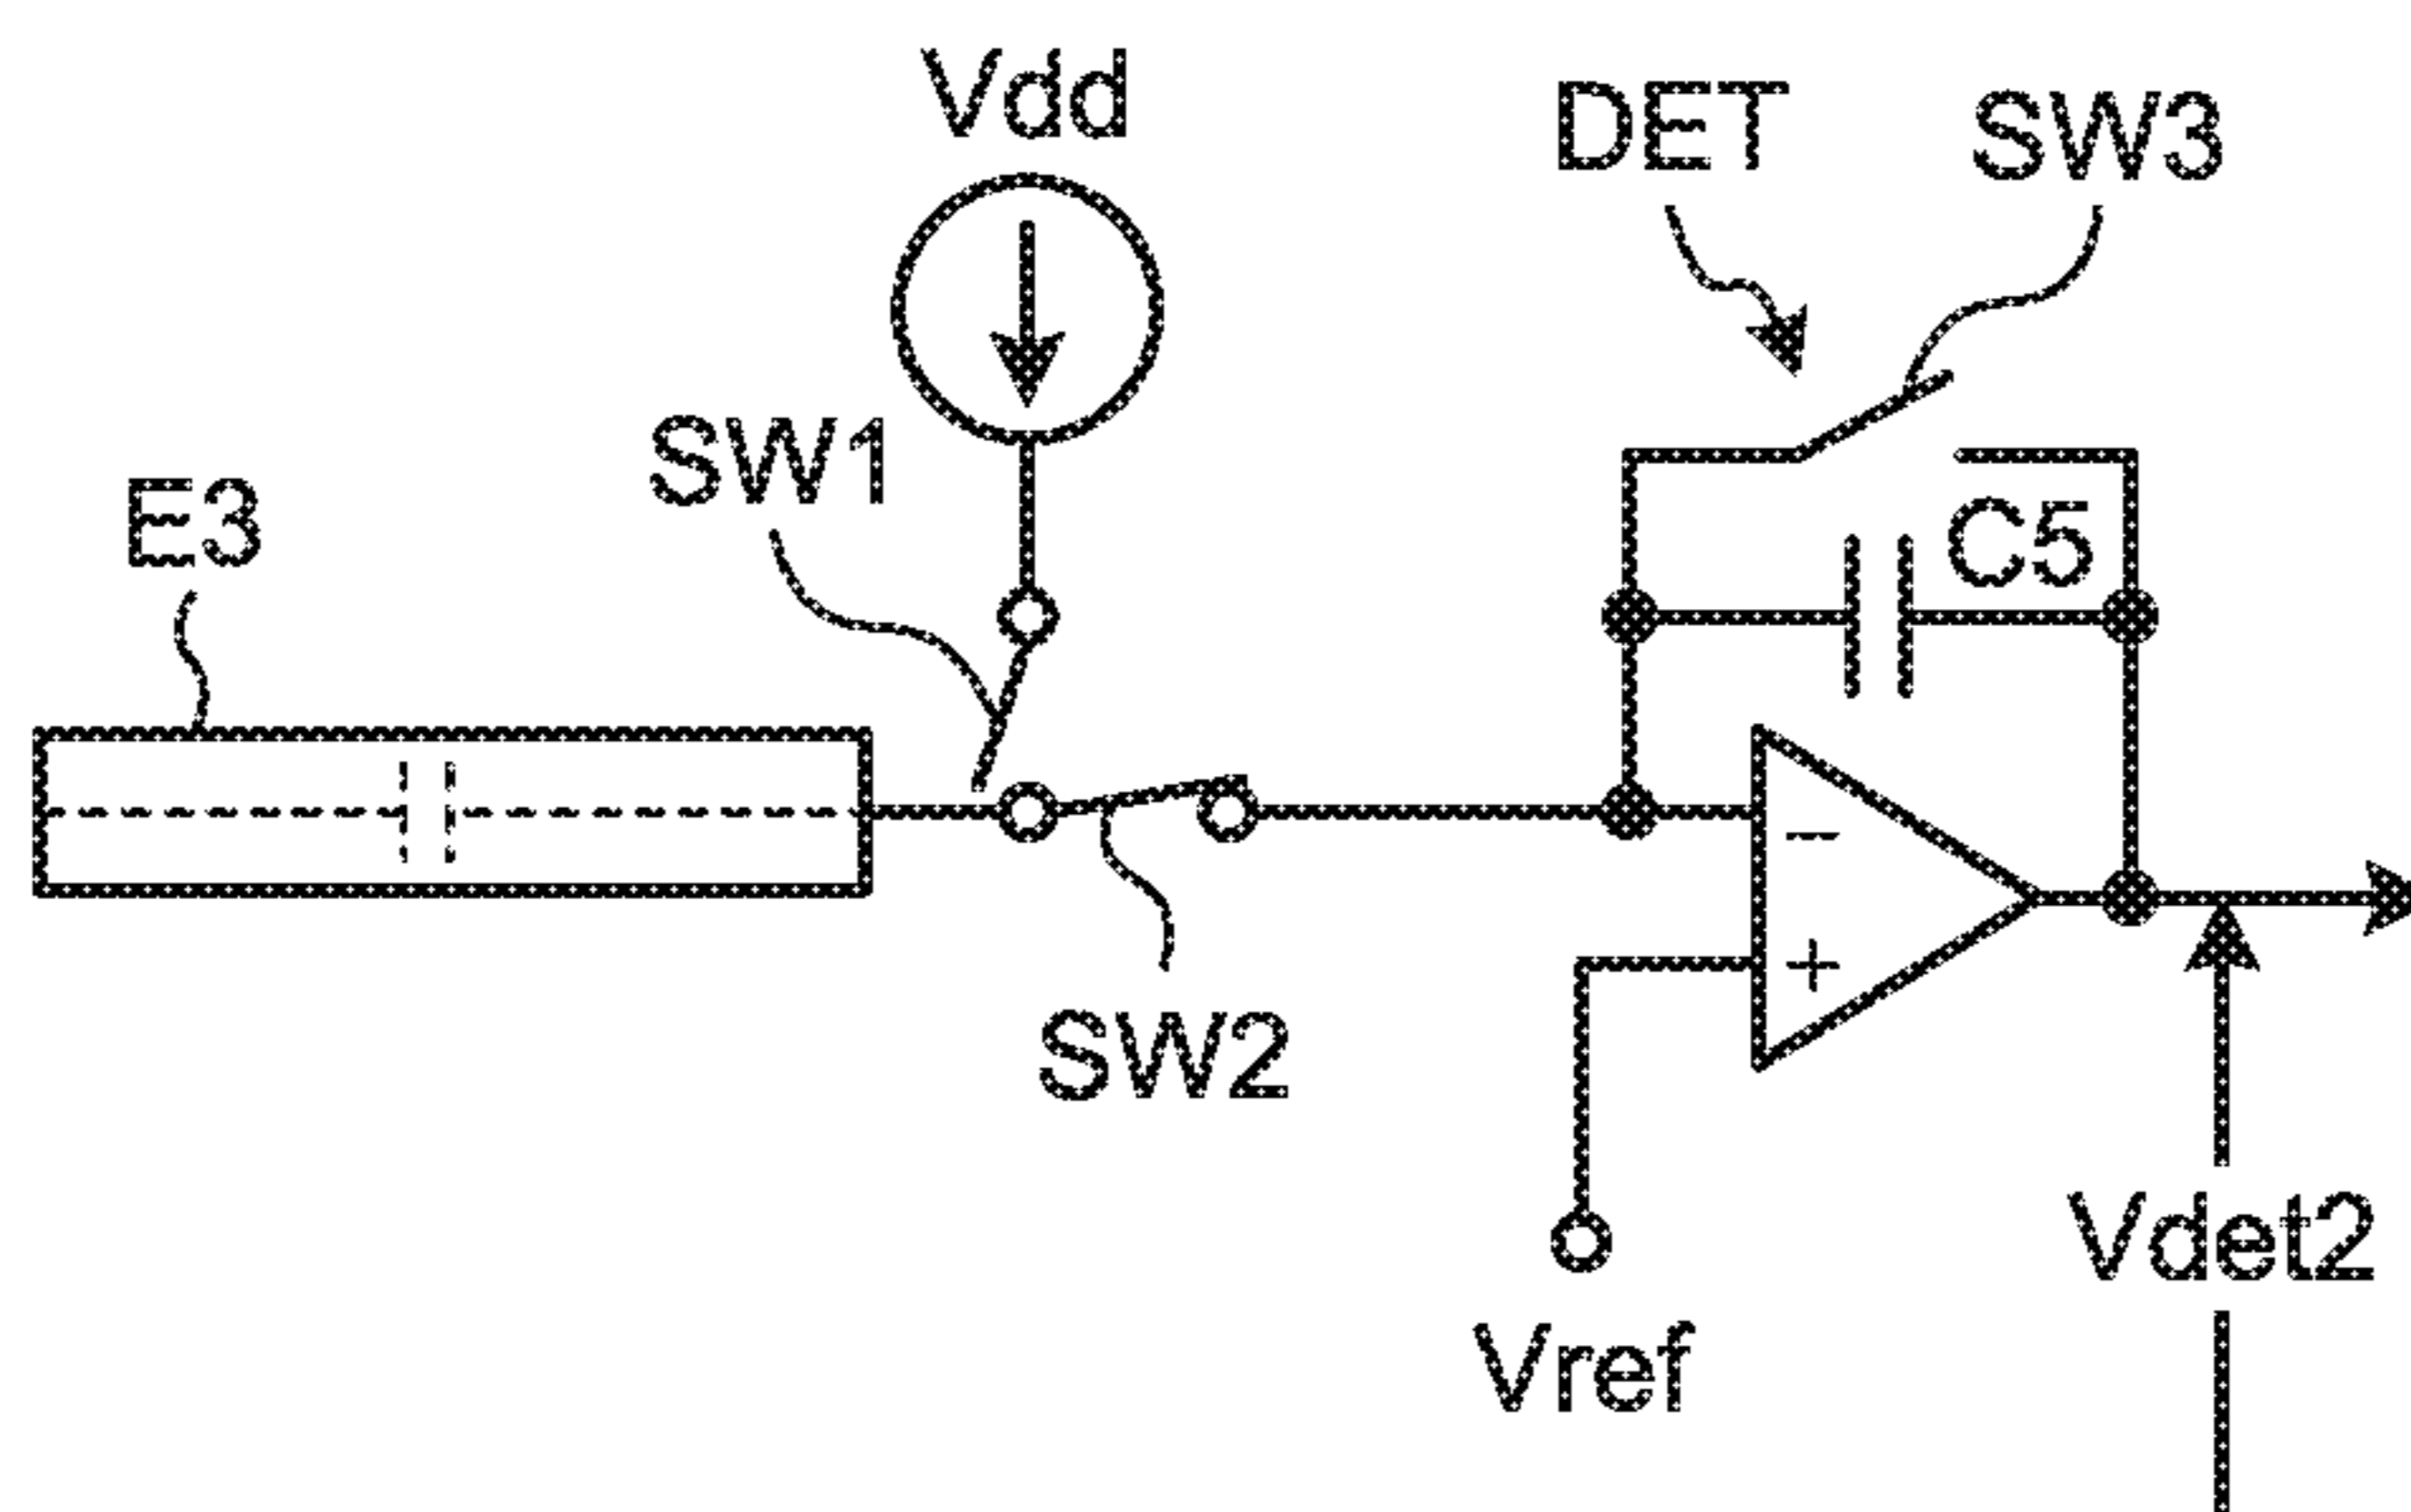 Vdd
DET
SW3
SW1
E3
C5
−
+
SW2
Vdet2
Vref